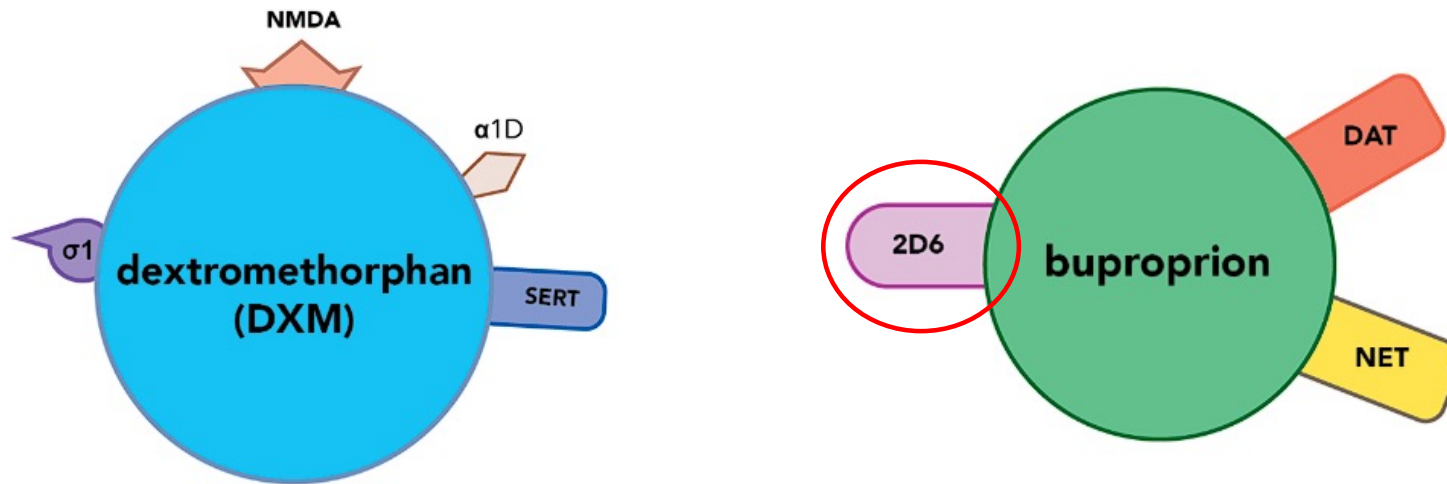 NMDA
α1D
σ1
dextromethorphan
(DXM)
SERT
2D6
buproprion
DAT
NET